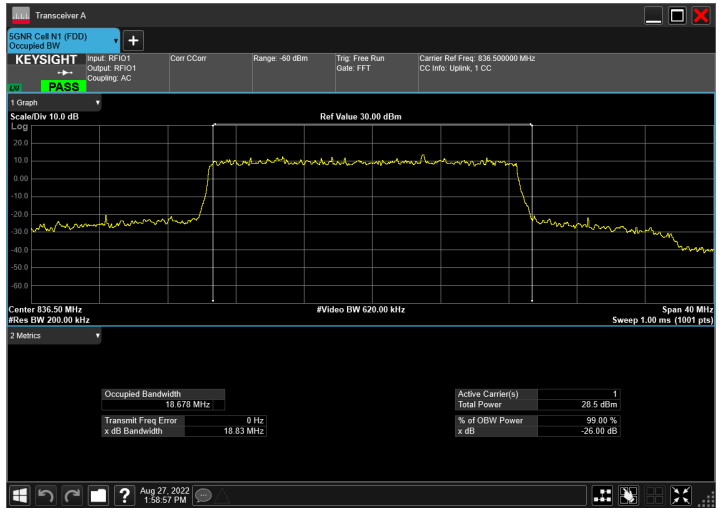 Transceiver A
5GNR Cell N1 (FDD)
Occupied BW
+
KEYSIGHT
Input: RFIO1
Output: RFIO1
Coupling: AC
Corr CCorr
Range: -60 dBm
Trig: Free Run
Gate: FFT
Carrier Ref Freq: 836.500000 MHz
CC Info: Uplink, 1 CC
LXI PASS
1 Graph
Scale/Div 10.0 dB
Ref Value 30.00 dBm
Log
20.0
10.0
0.00
-10.0
-20.0
-30.0
-40.0
-50.0
-60.0
Center 836.50 MHz
#Video BW 620.00 kHz
Span 40 MHz
#Res BW 200.00 kHz
Sweep 1.00 ms (1001 pts)
2 Metrics
Occupied Bandwidth
18.678 MHz
Transmit Freq Error 0 Hz
x dB Bandwidth 18.83 MHz
Active Carrier(s) 1
Total Power 28.5 dBm
% of OBW Power 99.00 %
x dB -26.00 dB
?
Aug 27, 2022
1:58:57 PM